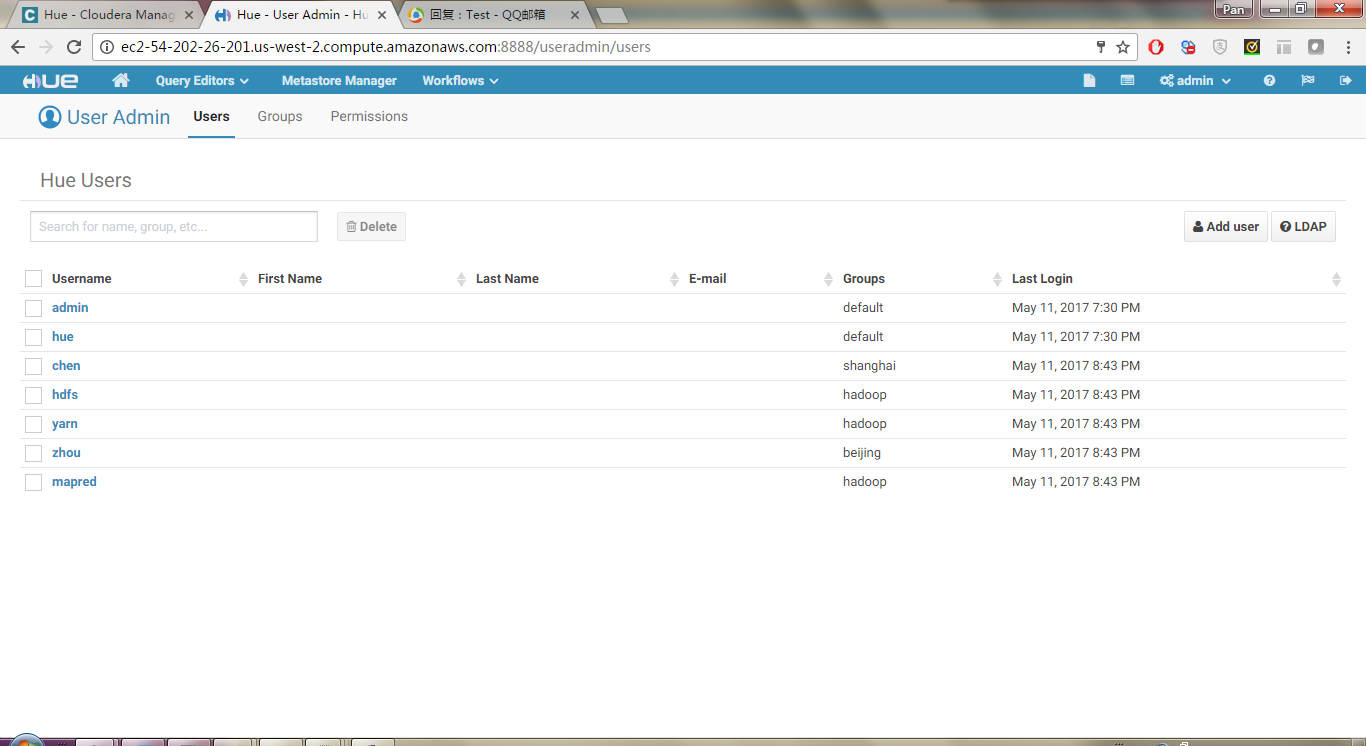 Hue - Cloudera Manag
Hue - User Admin - Hu
回复：Test - QQ邮箱
Pan
ec2-54-202-26-201.us-west-2.compute.amazonaws.com:8888/useradmin/users
HUE Query Editors Metastore Manager Workflows admin
User Admin Users Groups Permissions
Hue Users
Search for name, group, etc... Delete Add user LDAP
Username First Name Last Name E-mail Groups Last Login
admin default May 11, 2017 7:30 PM
hue default May 11, 2017 7:30 PM
chen shanghai May 11, 2017 8:43 PM
hdfs hadoop May 11, 2017 8:43 PM
yarn hadoop May 11, 2017 8:43 PM
zhou beijing May 11, 2017 8:43 PM
mapred hadoop May 11, 2017 8:43 PM